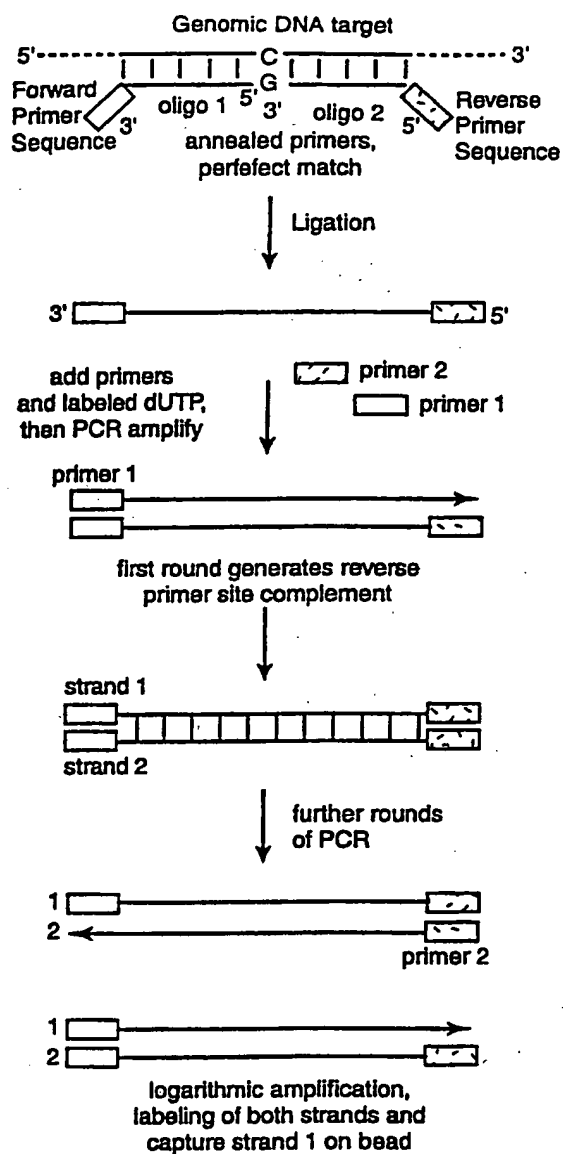 Genomic DNA target
5' C 3'
G
Forward
Primer
Sequence
3' oligo 1 5' 3' oligo 2 5'
Reverse
Primer
Sequence
annealed primers,
perfefect match
Ligation
3' 5'
add primers
and labeled dUTP,
then PCR amplify
primer 2
primer 1
primer 1
first round generates reverse
primer site complement
strand 1
strand 2
further rounds
of PCR
1
2
primer 2
1
2
logarithmic amplification,
labeling of both strands and
capture strand 1 on bead